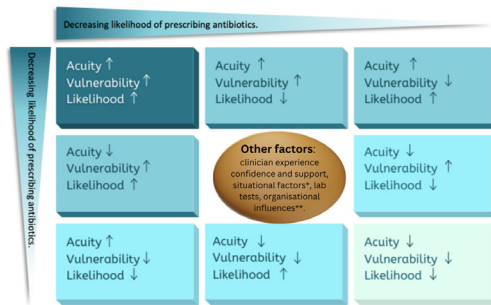 Decreasing likelihood of prescribing antibiotics.
Decreasing likelihood of prescribing antibiotics.
Acuity ↑
Vulnerability ↑
Likelihood ↑
Acuity ↑
Vulnerability ↑
Likelihood ↓
Acuity ↑
Vulnerability ↓
Likelihood ↑
Acuity ↓
Vulnerability ↑
Likelihood ↑
Other factors:
clinician experience
confidence and support,
situational factors*, lab
tests, organisational
influences**.
Acuity ↓
Vulnerability ↑
Likelihood ↓
Acuity ↑
Vulnerability ↓
Likelihood ↓
Acuity ↓
Vulnerability ↓
Likelihood ↑
Acuity ↓
Vulnerability ↓
Likelihood ↓